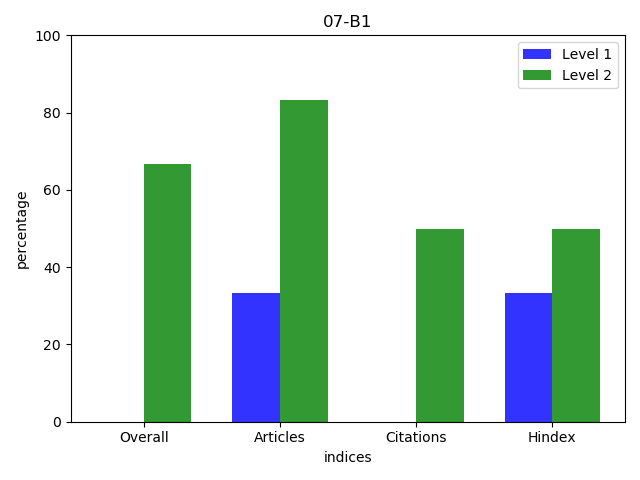 07-B1
100
80
60
40
20
0
percentage
Level 1
Level 2
Overall Articles Citations Hindex
indices